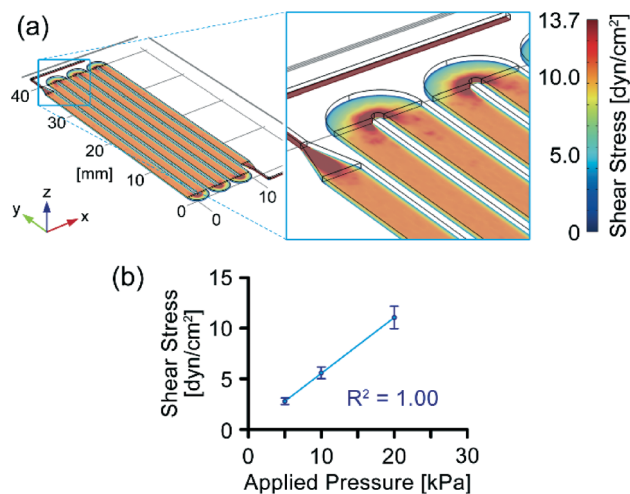 (a)
40
30
20
[mm]
10
0
0
10
z
y
x
13.7
10.0
5.0
0
Shear Stress [dyn/cm²]
(b)
15
10
5
0
Shear Stress
[dyn/cm²]
R² = 1.00
0 10 20 30
Applied Pressure [kPa]